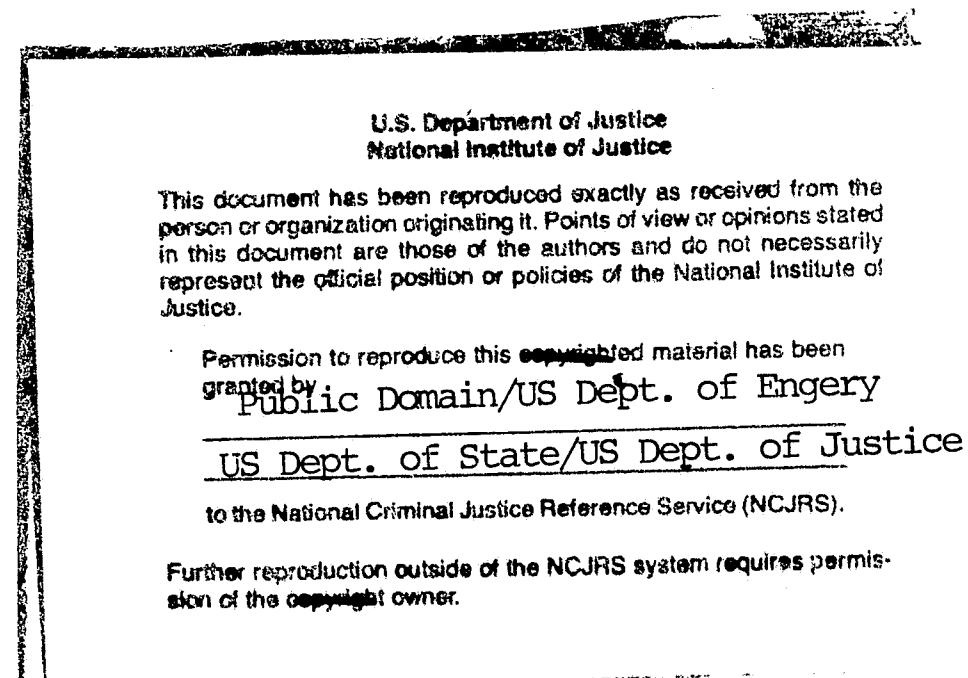 U.S. Department of Justice
National Institute of Justice
This document has been reproduced exactly as received from the
person or organization originating it. Points of view or opinions stated
in this document are those of the authors and do not necessarily
represent the official position or policies of the National Institute of
Justice.
Permission to reproduce this copyrighted material has been
granted by
Public Domain/US Dept. of Engery
US Dept. of State/US Dept. of Justice
to the National Criminal Justice Reference Service (NCJRS).
Further reproduction outside of the NCJRS system requires permis-
sion of the copyright owner.